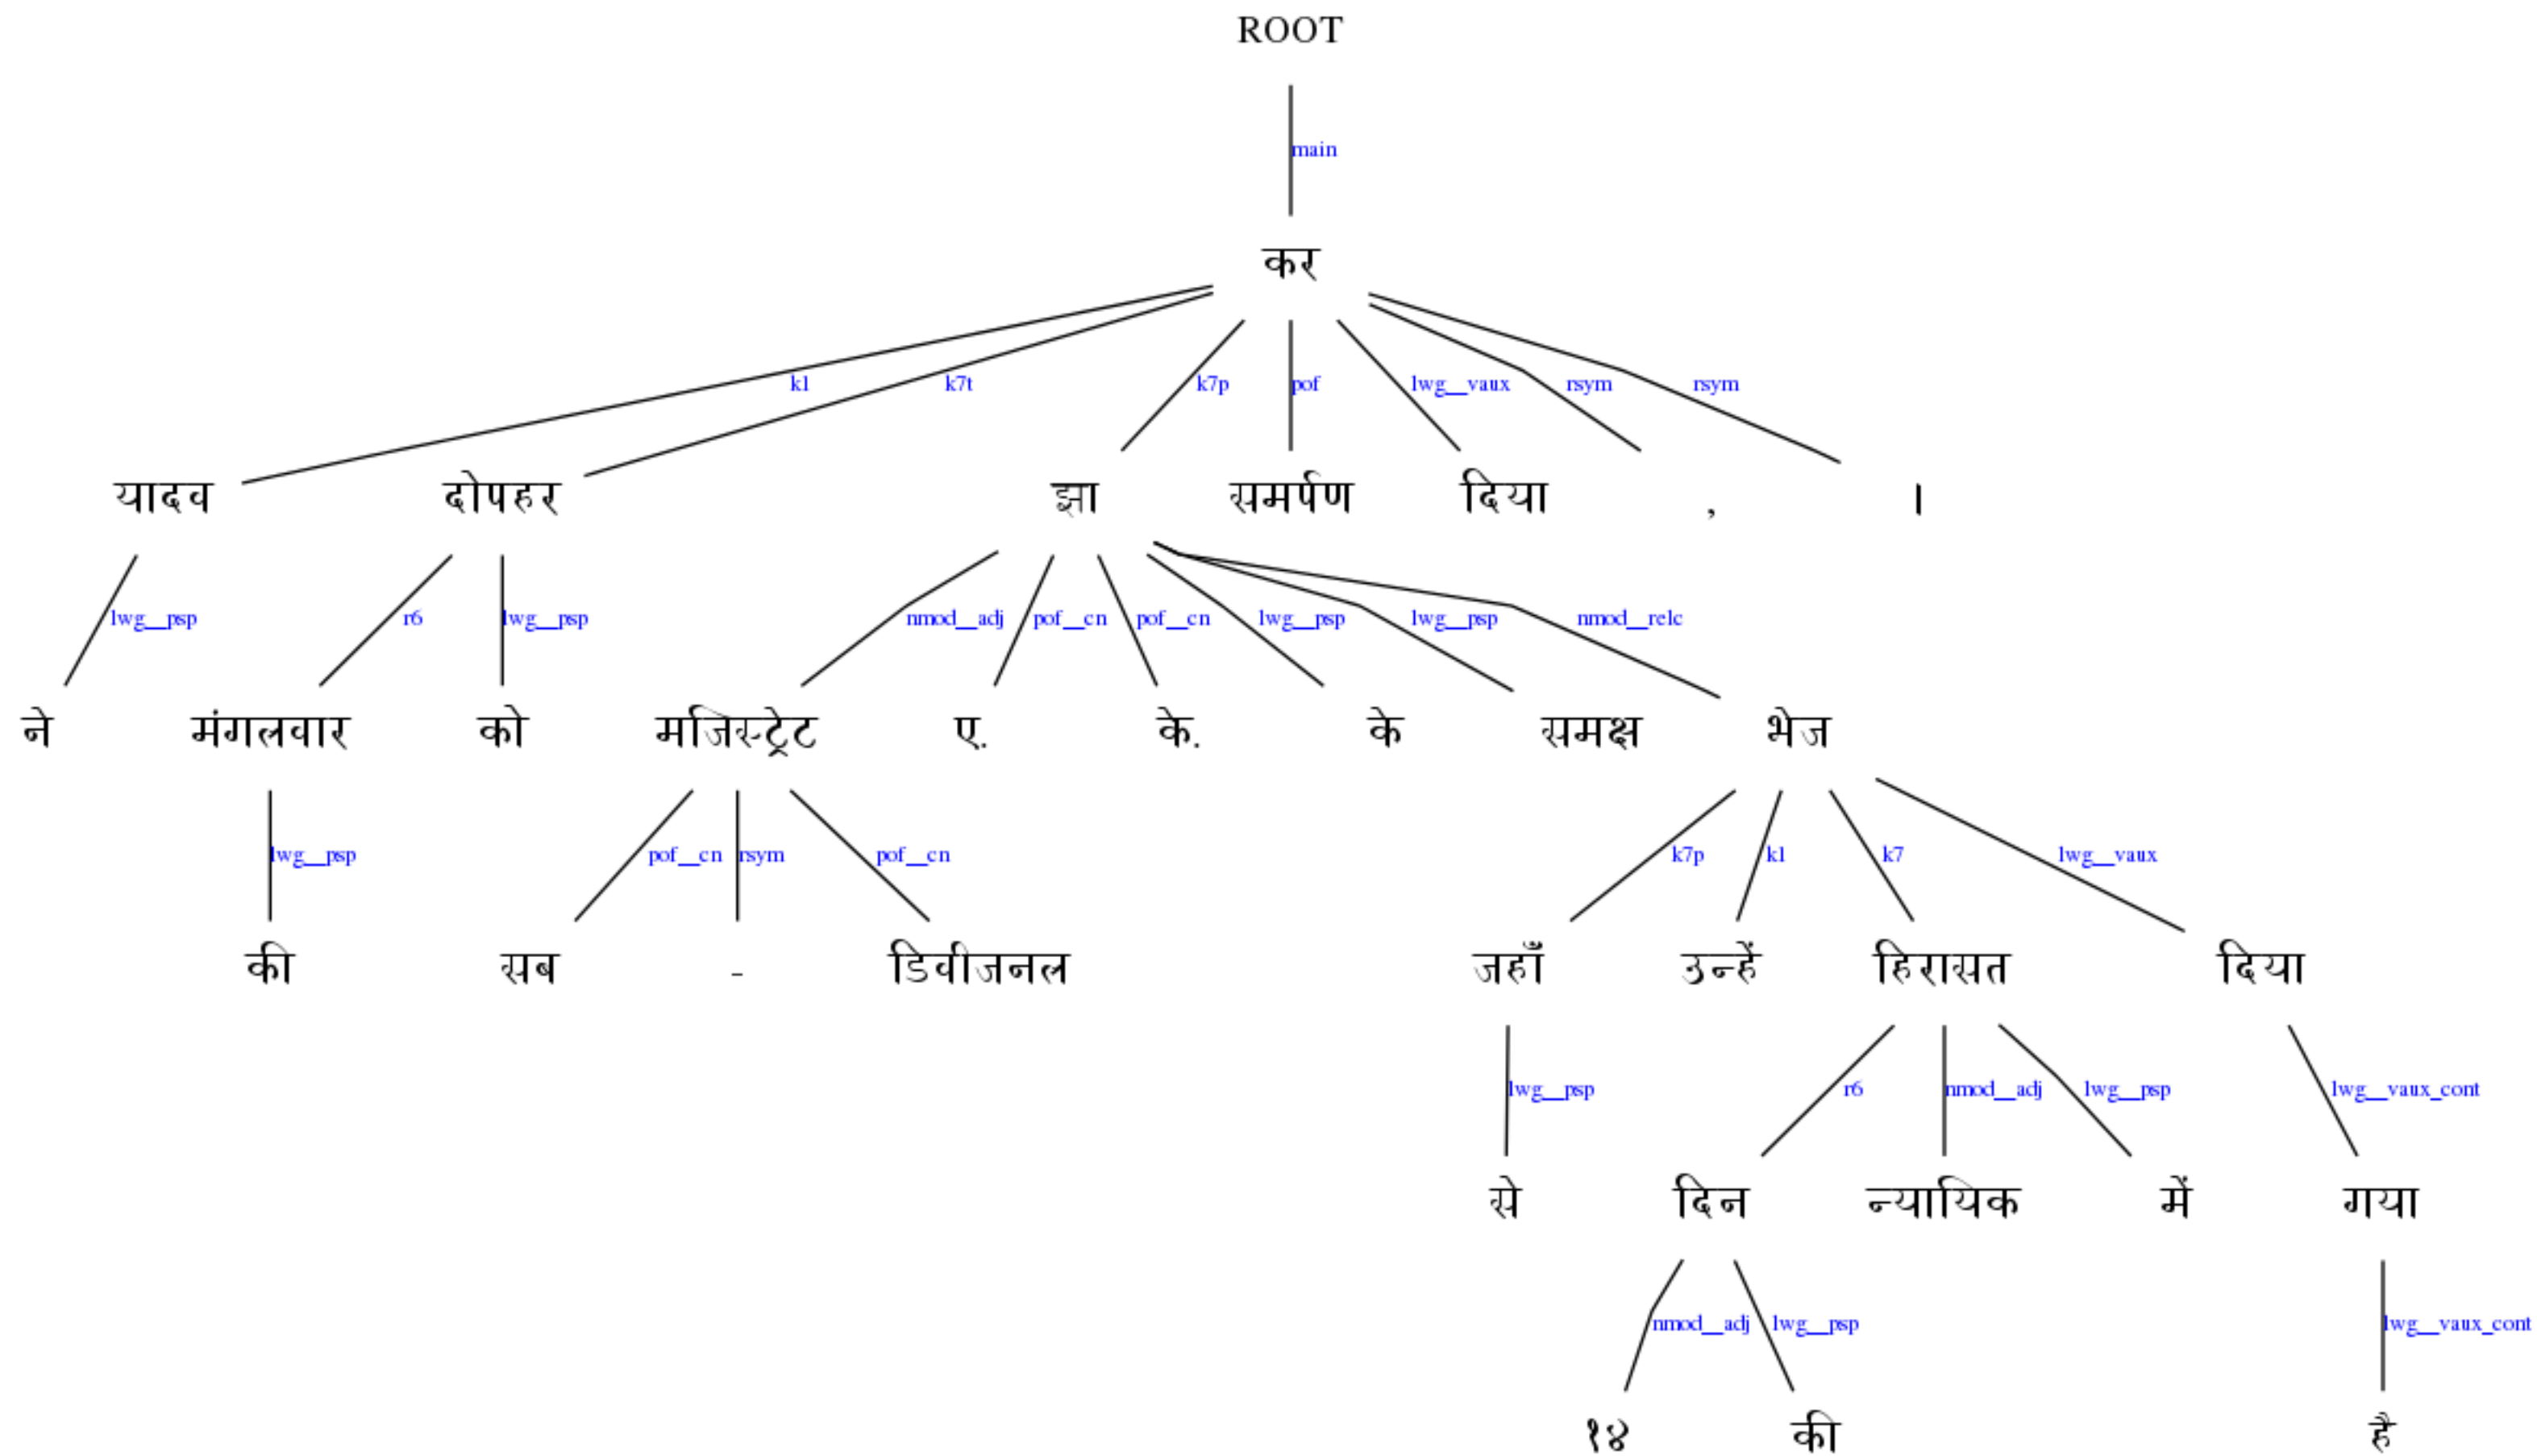 ROOT
main
कर
k1 k7t k7p pof lwg__vaux rsym rsym
यादव दोपहर झा समर्पण दिया , ।
lwg__psp r6 lwg__psp nmod__adj pof__cn pof__cn lwg__psp lwg__psp nmod__relc
ने मंगलवार को मजिस्ट्रेट ए. के. के समक्ष भेज
lwg__psp pof__cn rsym pof__cn k7p k1 k7 lwg__vaux
की सब - डिवीजनल जहाँ उन्हें हिरासत दिया
lwg__psp r6 nmod__adj lwg__psp lwg__vaux_cont
से दिन न्यायिक में गया
nmod__adj lwg__psp lwg__vaux_cont
१४ की है